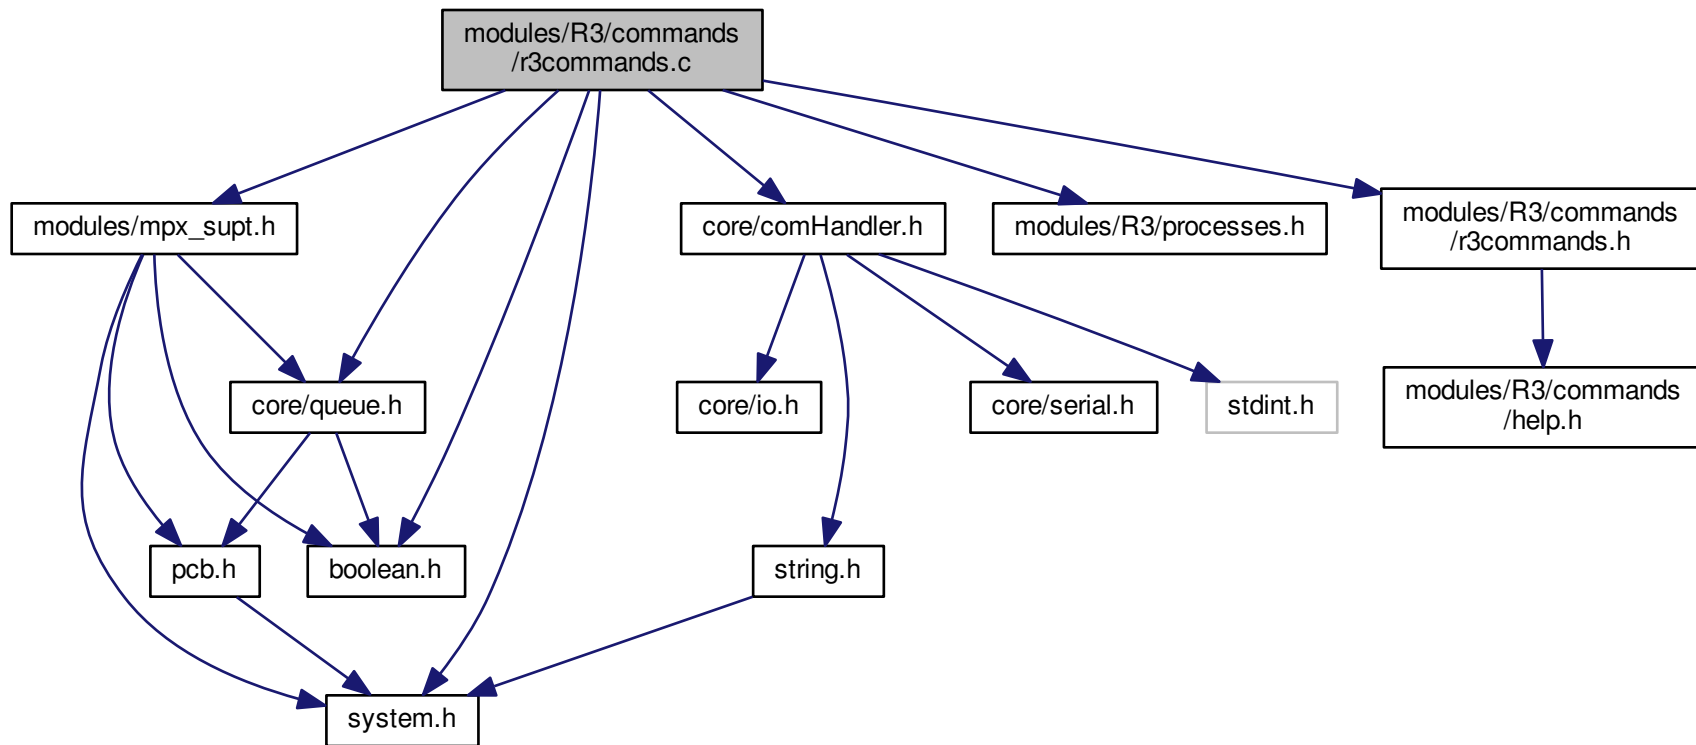 modules/R3/commands
/r3commands.c
modules/mpx_supt.h
core/comHandler.h
modules/R3/processes.h
modules/R3/commands
/r3commands.h
core/queue.h
core/io.h
core/serial.h
stdint.h
modules/R3/commands
/help.h
pcb.h
boolean.h
string.h
system.h